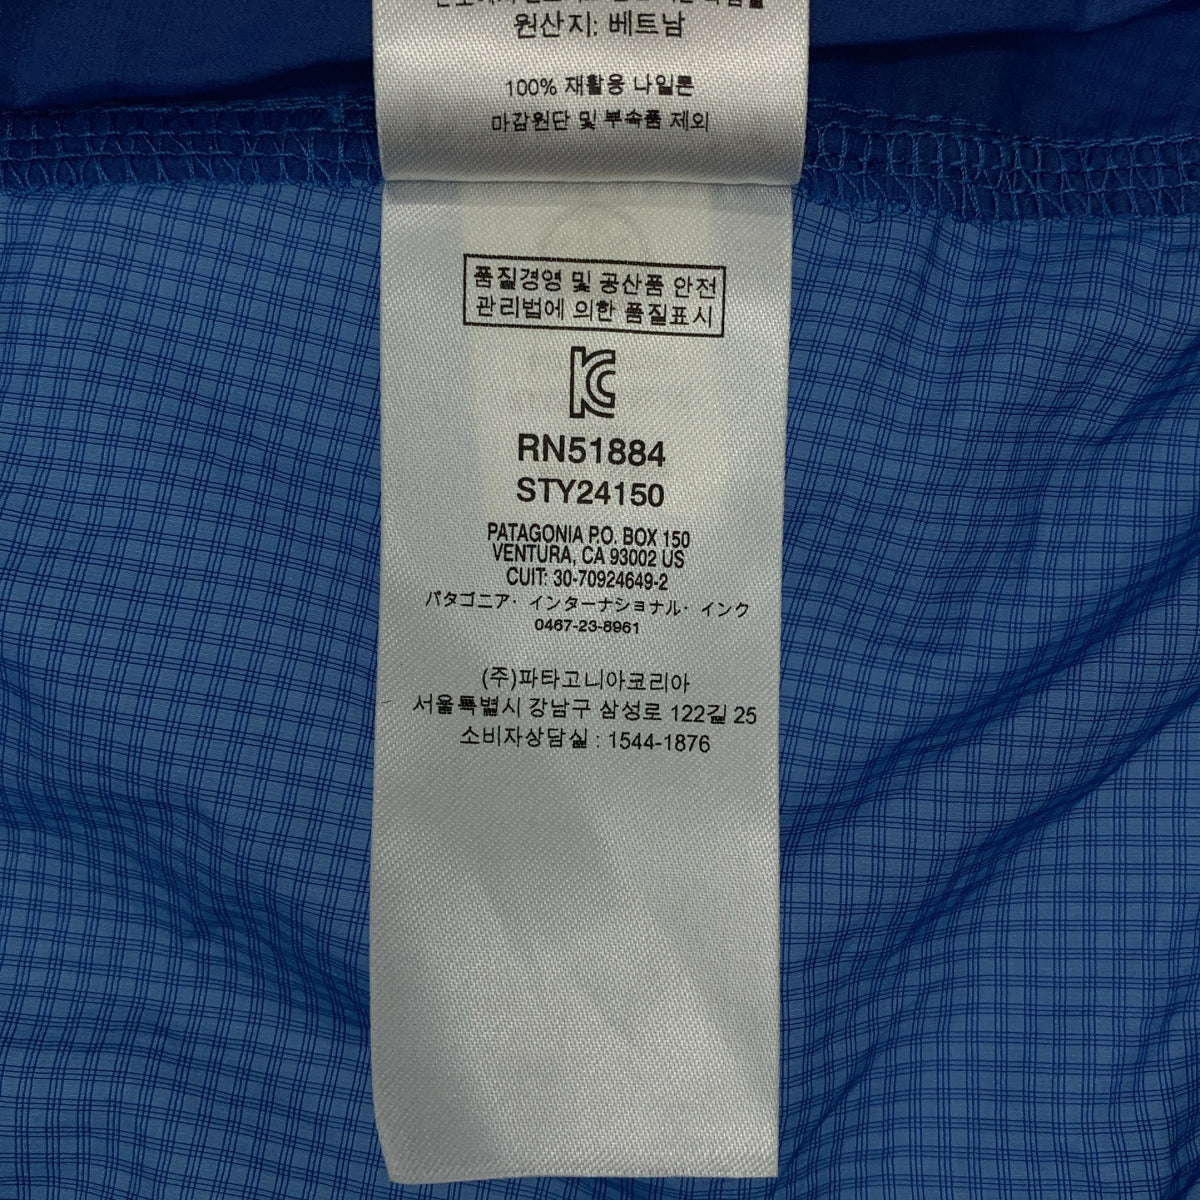 원산지: 베트남
100% 재활용 나일론
마감원단 및 부속품 제외
품질경영 및 공산품 안전
관리법에 의한 품질표시
RN51884
STY24150
PATAGONIA P.O. BOX 150
VENTURA, CA 93002 US
CUIT: 30-70924649-2
パタゴニア・インターナショナル・インク
0467-23-8961
(주)파타고니아코리아
서울특별시 강남구 삼성로 122길 25
소비자상담실 : 1544-1876